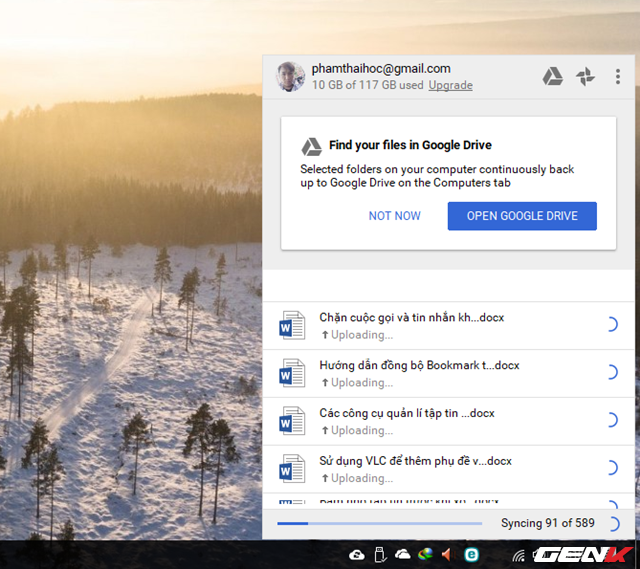 phamthaihoc@gmail.com
10 GB of 117 GB used Upgrade
Find your files in Google Drive
Selected folders on your computer continuously back
up to Google Drive on the Computers tab
NOT NOW OPEN GOOGLE DRIVE
Chặn cuộc gọi và tin nhắn kh...docx
Uploading...
Hướng dẫn đồng bộ Bookmark t...docx
Uploading...
Các công cụ quản lí tập tin ...docx
Uploading...
Sử dụng VLC để thêm phụ đề v...docx
Uploading...
Syncing 91 of 589
GENK